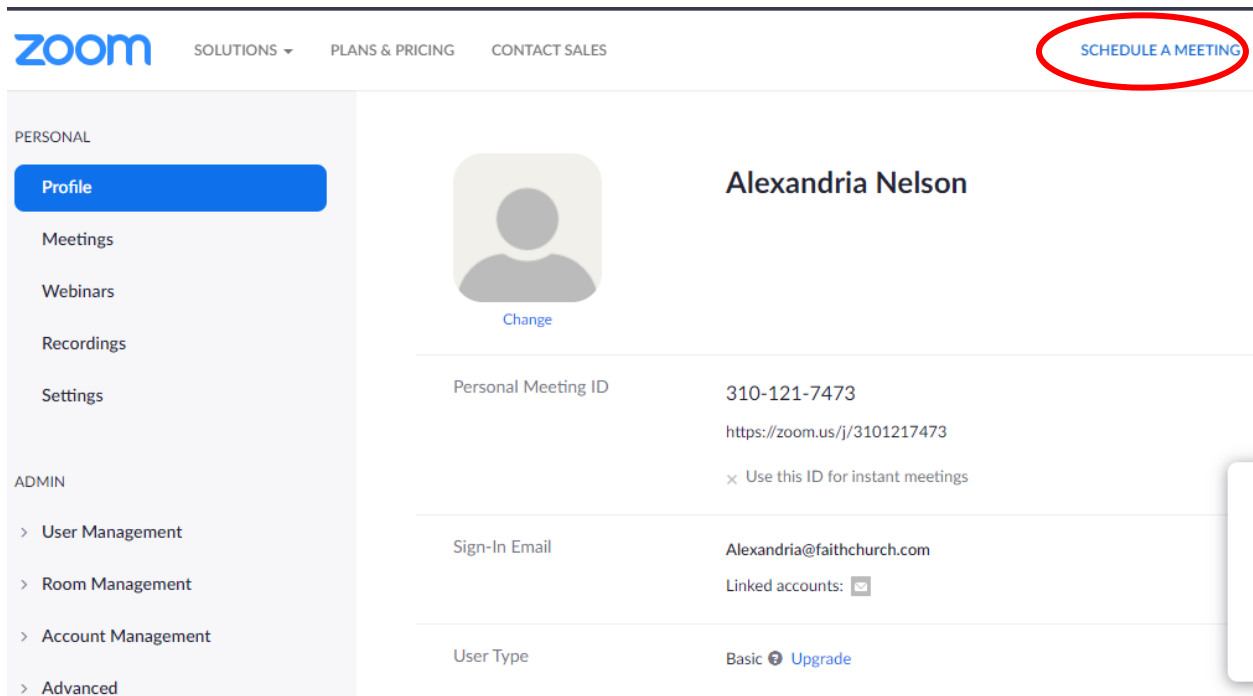 zoom SOLUTIONS PLANS & PRICING CONTACT SALES SCHEDULE A MEETING
PERSONAL
Profile
Meetings
Webinars
Recordings
Settings
ADMIN
User Management
Room Management
Account Management
Advanced
Alexandria Nelson
Change
Personal Meeting ID
310-121-7473
https://zoom.us/j/3101217473
× Use this ID for instant meetings
Sign-In Email
Alexandria@faithchurch.com
Linked accounts:
User Type
Basic Upgrade